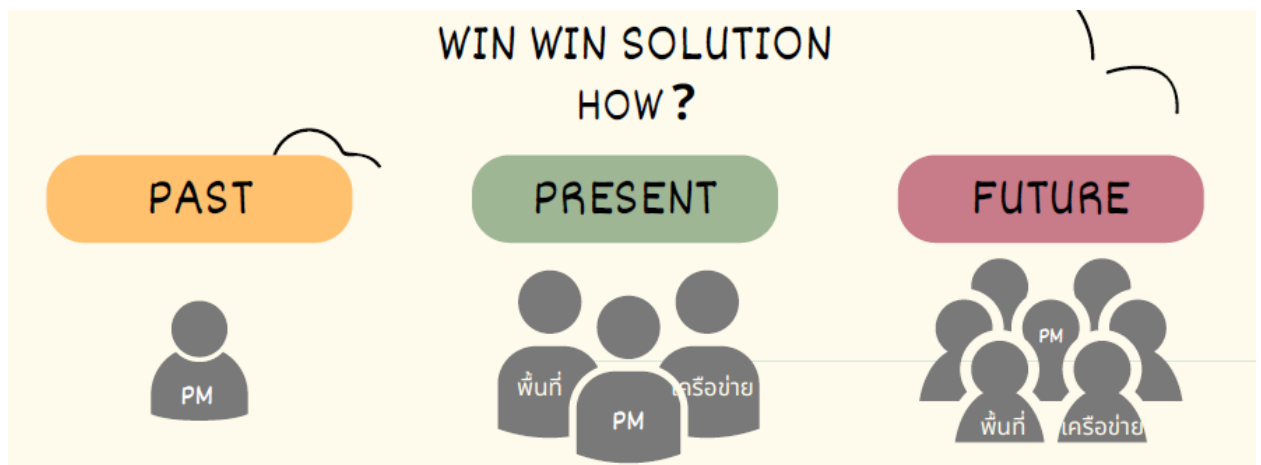 WIN WIN SOLUTION
HOW?
PAST
PRESENT
FUTURE
PM
พื้นที่
PM
เครือข่าย
PM
พื้นที่
เครือข่าย